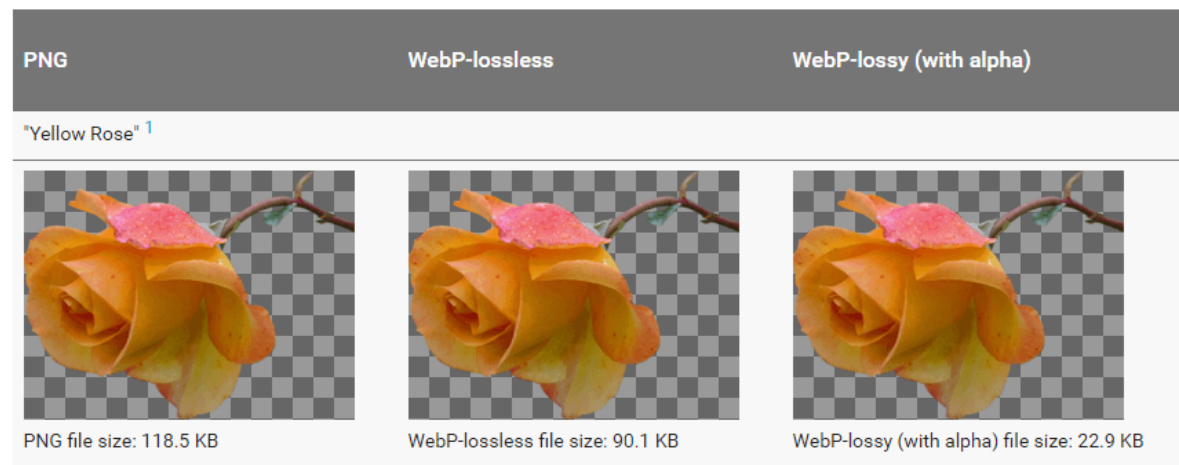 PNG WebP-lossless WebP-lossy (with alpha)
"Yellow Rose" 1
PNG file size: 118.5 KB WebP-lossless file size: 90.1 KB WebP-lossy (with alpha) file size: 22.9 KB